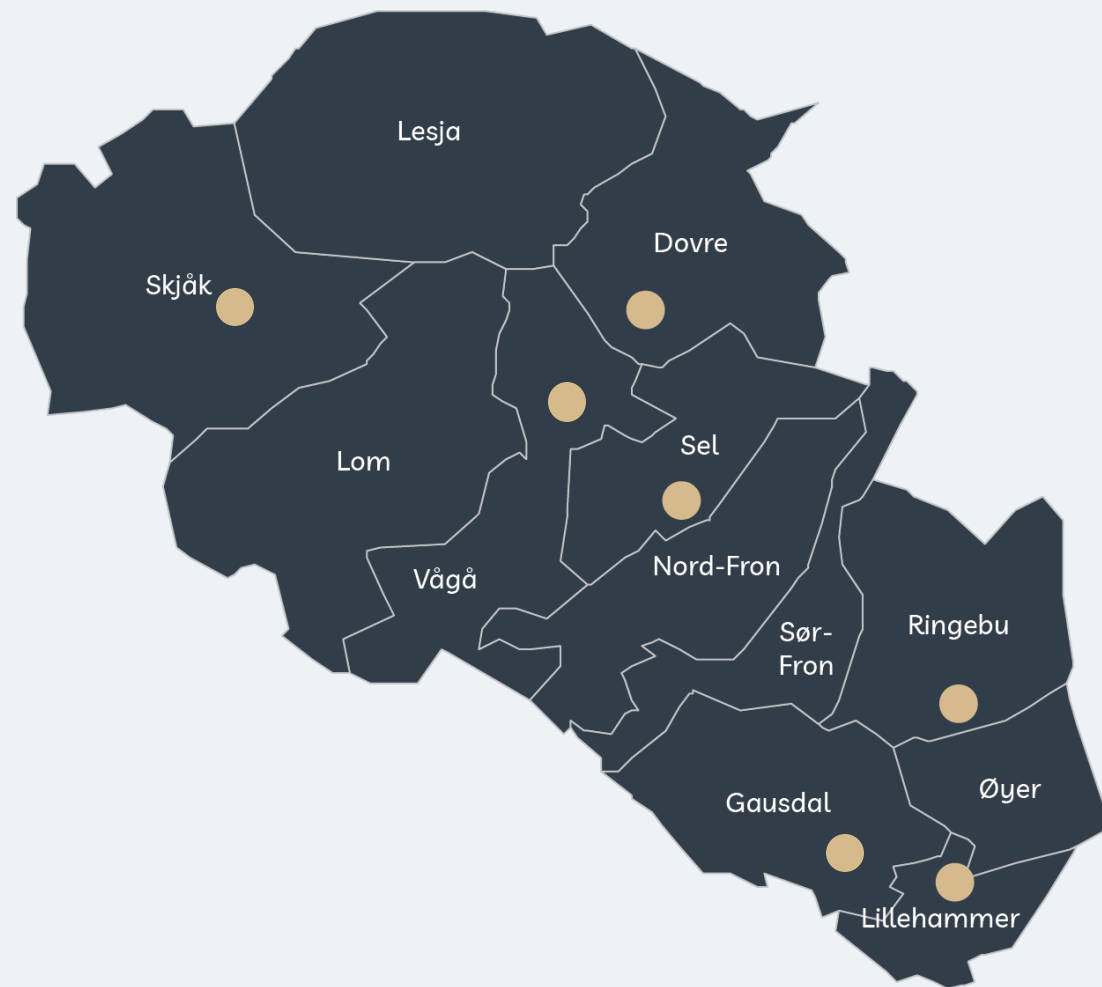 Lesja
Dovre
Skjåk
Sel
Lom
Nord-Fron
Vågå
Sør-
Fron
Ringebu
Øyer
Gausdal
Lillehammer